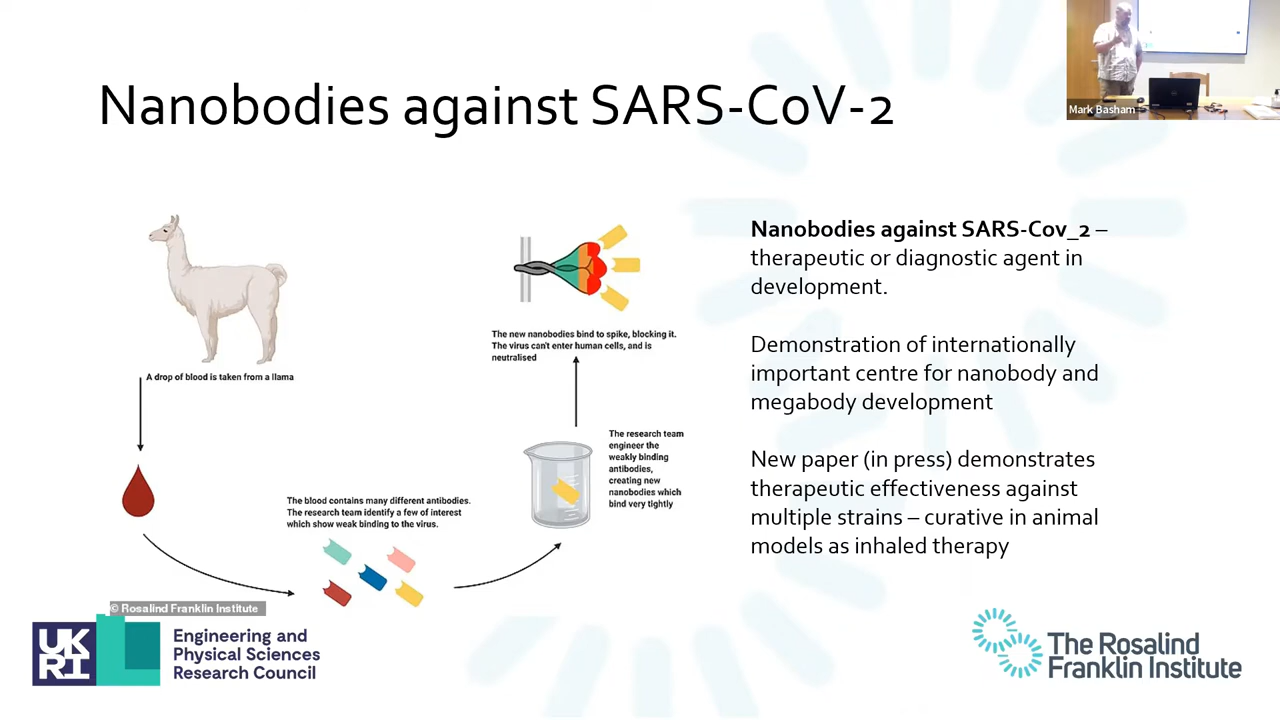 Nanobodies against SARS-CoV-2
Mark Basham
A drop of blood is taken from a llama
The blood contains many different antibodies.
The research team identify a few of interest
which show weak binding to the virus.
The research team
engineer the
weakly binding
antibodies,
creating new
nanobodies which
bind very tightly
The new nanobodies bind to spike, blocking it.
The virus can't enter human cells, and is
neutralised
Nanobodies against SARS-Cov_2 –
therapeutic or diagnostic agent in
development.
Demonstration of internationally
important centre for nanobody and
megabody development
New paper (in press) demonstrates
therapeutic effectiveness against
multiple strains – curative in animal
models as inhaled therapy
© Rosalind Franklin Institute
UK
RI
Engineering and
Physical Sciences
Research Council
The Rosalind
Franklin Institute